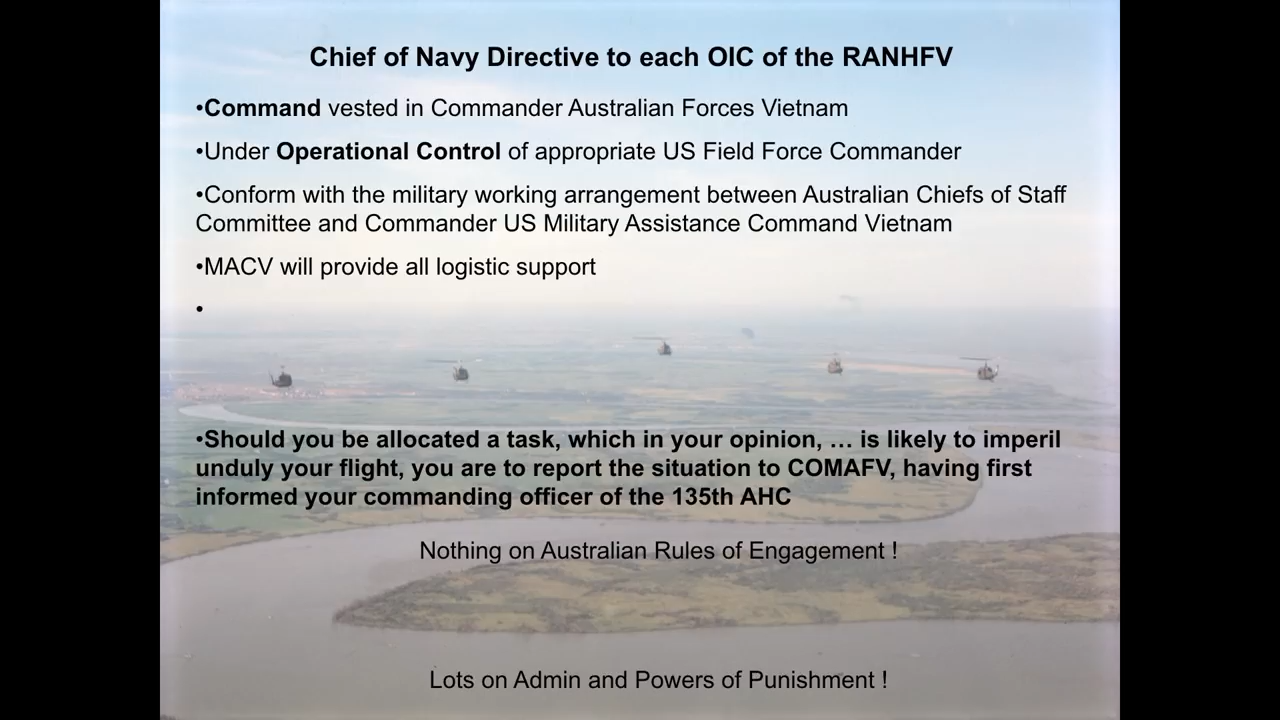 Chief of Navy Directive to each OIC of the RANHFV
•Command vested in Commander Australian Forces Vietnam
•Under Operational Control of appropriate US Field Force Commander
•Conform with the military working arrangement between Australian Chiefs of Staff
Committee and Commander US Military Assistance Command Vietnam
•MACV will provide all logistic support
•
•Should you be allocated a task, which in your opinion, … is likely to imperil
unduly your flight, you are to report the situation to COMAFV, having first
informed your commanding officer of the 135th AHC
Nothing on Australian Rules of Engagement !
Lots on Admin and Powers of Punishment !